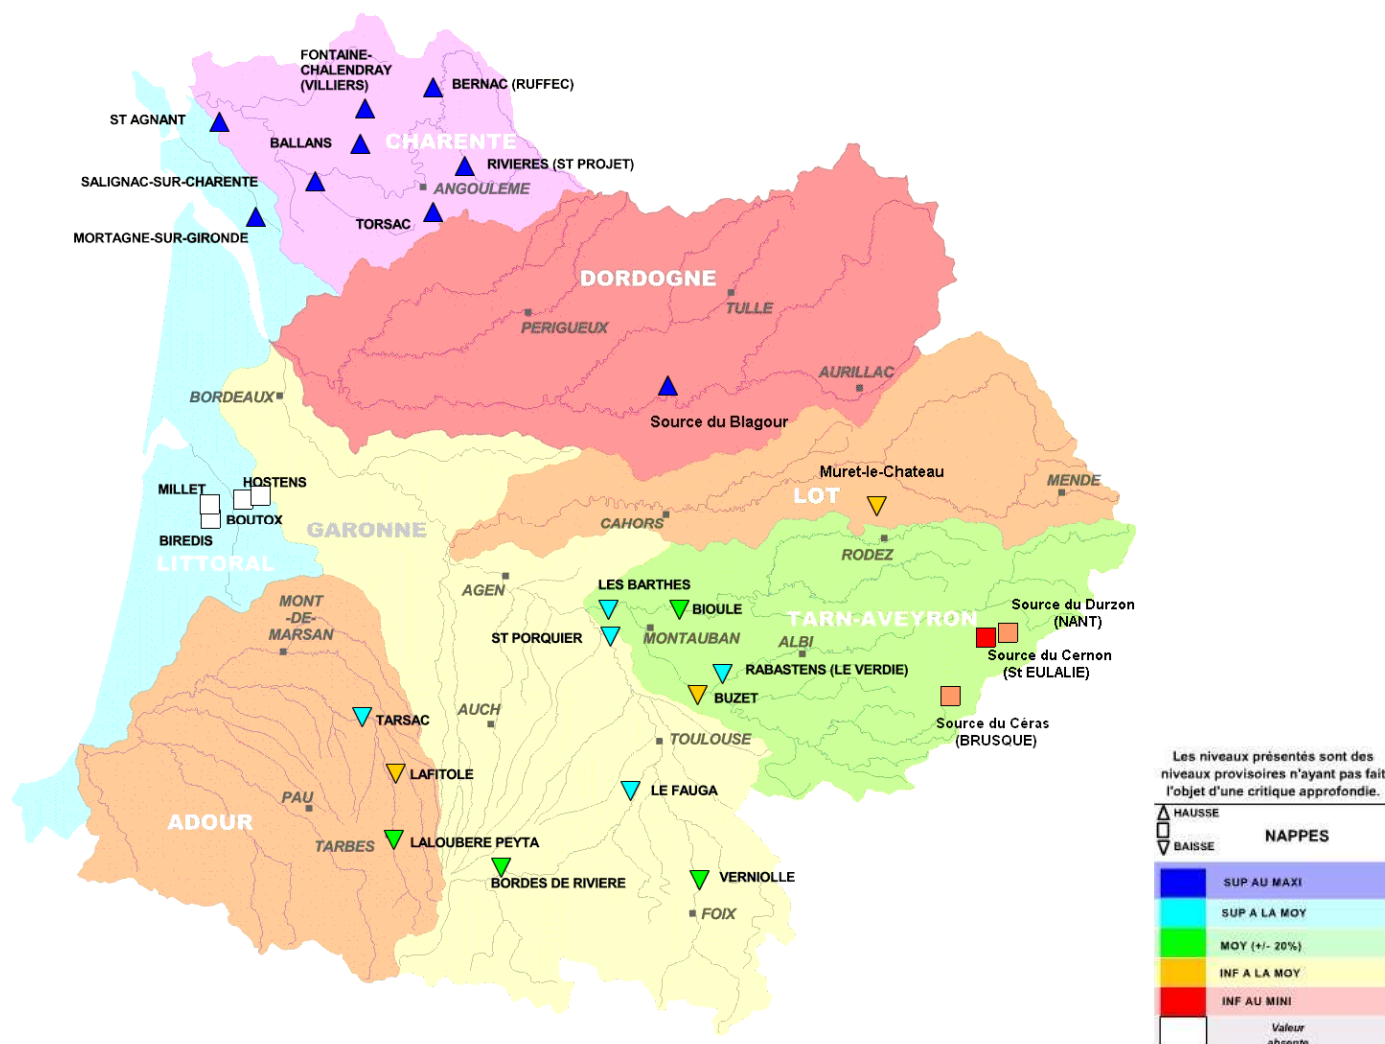 FONTAINE-
CHALENDRAY
(VILLIERS)
BERNAC (RUFFEC)
ST AGNANT
BALLANS
CHARENTE
RIVIERES (ST PROJET)
SALIGNAC-SUR-CHARENTE
ANGOULEME
TORSAC
MORTAGNE-SUR-GIRONDE
DORDOGNE
TULLE
PERIGUEUX
AURILLAC
BORDEAUX
Source du Blagour
Muret-le-Chateau
MENDE
LOT
HOSTENS
MILLET
BOUTOX
CAHORS
GARONNE
BIREDIS
RODEZ
LITTORAL
LES BARTHES
AGEN
MONT
-DE-
MARSAN
BIOULE
TARN-AVEYRON
Source du Durzon
(NANT)
ST PORQUIER
MONTAUBAN
ALBI
Source du Cernon
(St EULALIE)
RABASTENS (LE VERDIE)
BUZET
AUCH
TARSAC
Source du Céras
(BRUSQUE)
TOULOUSE
LAFITOLE
LE FAUGA
PAU
ADOUR
TARBES
LALOUBERE PEYTA
BORDES DE RIVIERE
VERNIOLLE
FOIX
Les niveaux présentés sont des
niveaux provisoires n'ayant pas fait
l'objet d'une critique approfondie.
HAUSSE
NAPPES
BAISSE
SUP AU MAXI
SUP A LA MOY
MOY (+/- 20%)
INF A LA MOY
INF AU MINI
Valeur
absente